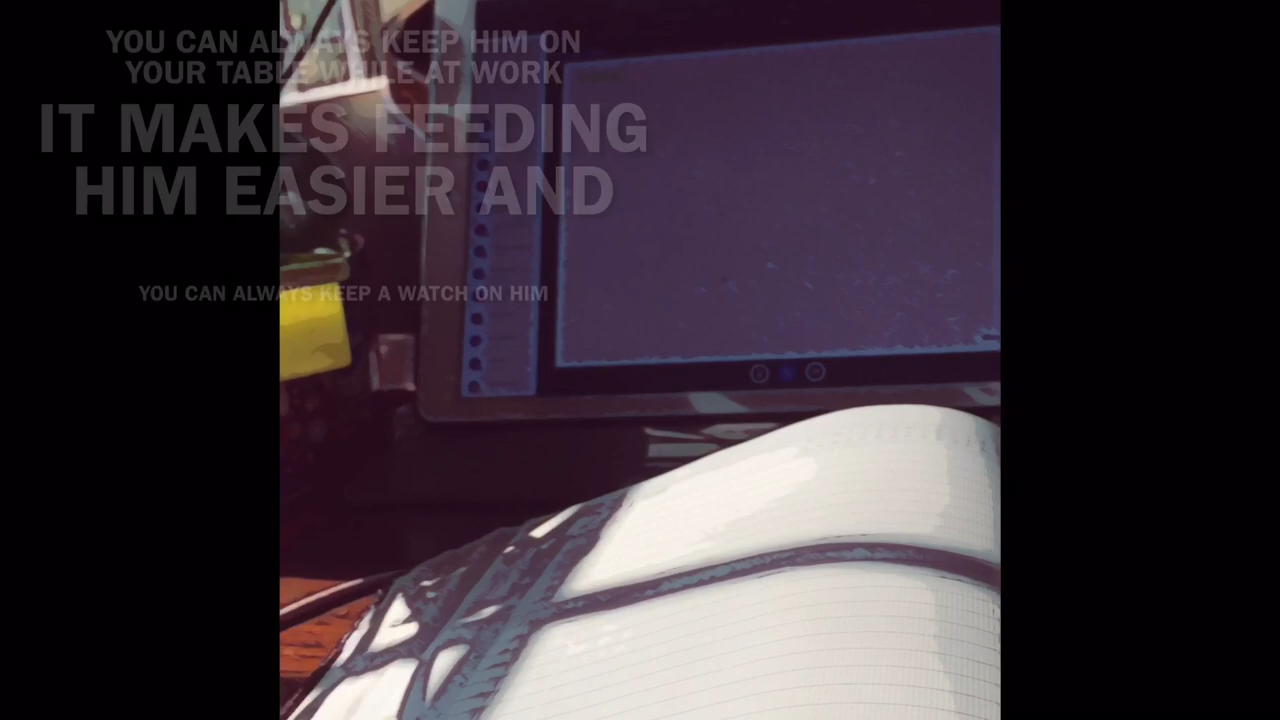 YOU CAN ALWAYS KEEP HIM ON
YOUR TABLE WHILE AT WORK
IT MAKES FEEDING
HIM EASIER AND
YOU CAN ALWAYS KEEP A WATCH ON HIM